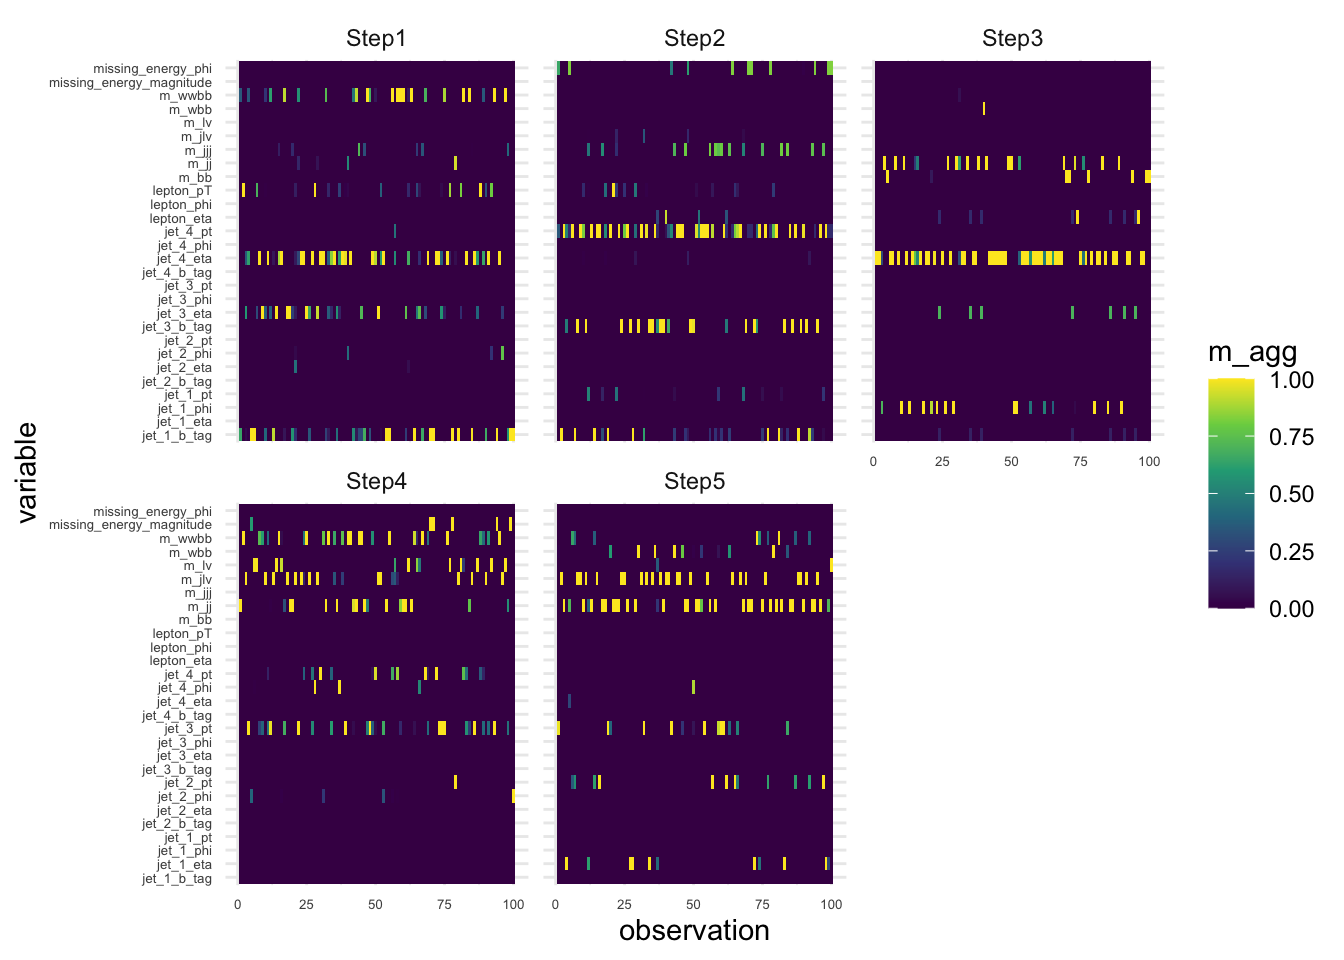 Step1 Step2 Step3
missing_energy_phi
missing_energy_magnitude
m_wwbb
m_wbb
m_lv
m_jlv
m_jjj
m_jj
m_bb
lepton_pT
lepton_phi
lepton_eta
jet_4_pt
jet_4_phi
jet_4_eta
jet_4_b_tag
jet_3_pt
jet_3_phi
jet_3_eta
jet_3_b_tag
jet_2_pt
jet_2_phi
jet_2_eta
jet_2_b_tag
jet_1_pt
jet_1_phi
jet_1_eta
jet_1_b_tag
0 25 50 75 100
variable
Step4 Step5
missing_energy_phi
missing_energy_magnitude
m_wwbb
m_wbb
m_lv
m_jlv
m_jjj
m_jj
m_bb
lepton_pT
lepton_phi
lepton_eta
jet_4_pt
jet_4_phi
jet_4_eta
jet_4_b_tag
jet_3_pt
jet_3_phi
jet_3_eta
jet_3_b_tag
jet_2_pt
jet_2_phi
jet_2_eta
jet_2_b_tag
jet_1_pt
jet_1_phi
jet_1_eta
jet_1_b_tag
0 25 50 75 100 0 25 50 75 100
observation
m_agg
1.00
0.75
0.50
0.25
0.00